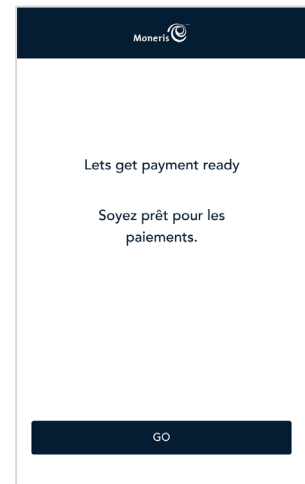 Moneris
Lets get payment ready
Soyez prêt pour les
paiements.
GO